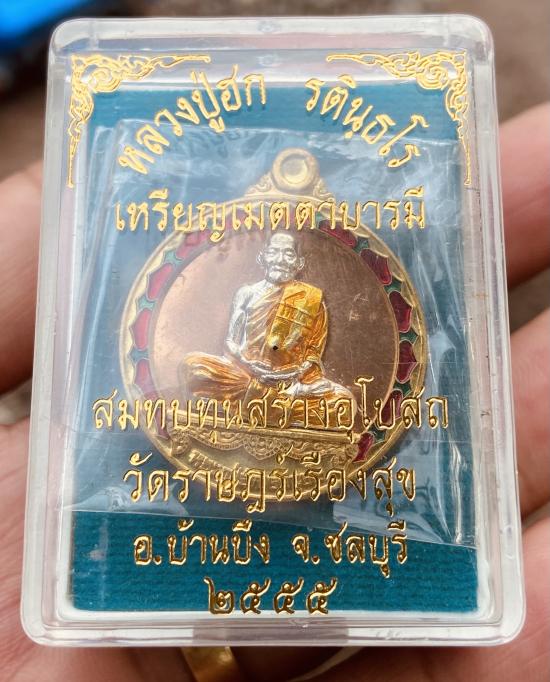 หลวงปู่ฮก รตินฺธโร
เหรียญเมตตาบารมี
สมทบทุนสร้างอุโบสถ
วัดราษฎร์เรืองสุข
อ.บ้านบึง จ.ชลบุรี
๒๕๕๕